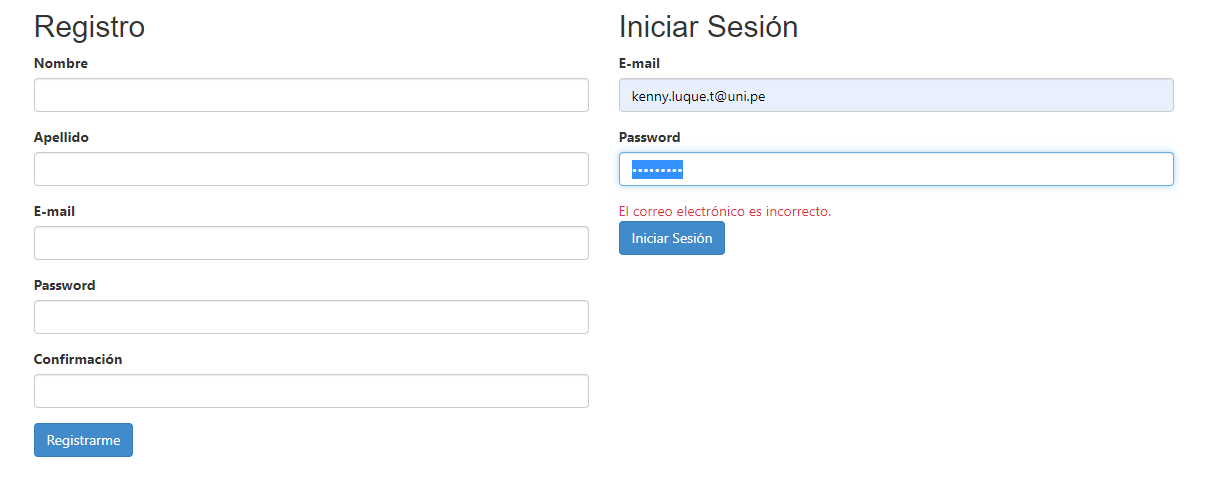 Registro
Nombre
Apellido
E-mail
Password
Confirmación
Registrarme
Iniciar Sesión
E-mail
kenny.luque.t@uni.pe
Password
•••••••••
El correo electrónico es incorrecto.
Iniciar Sesión